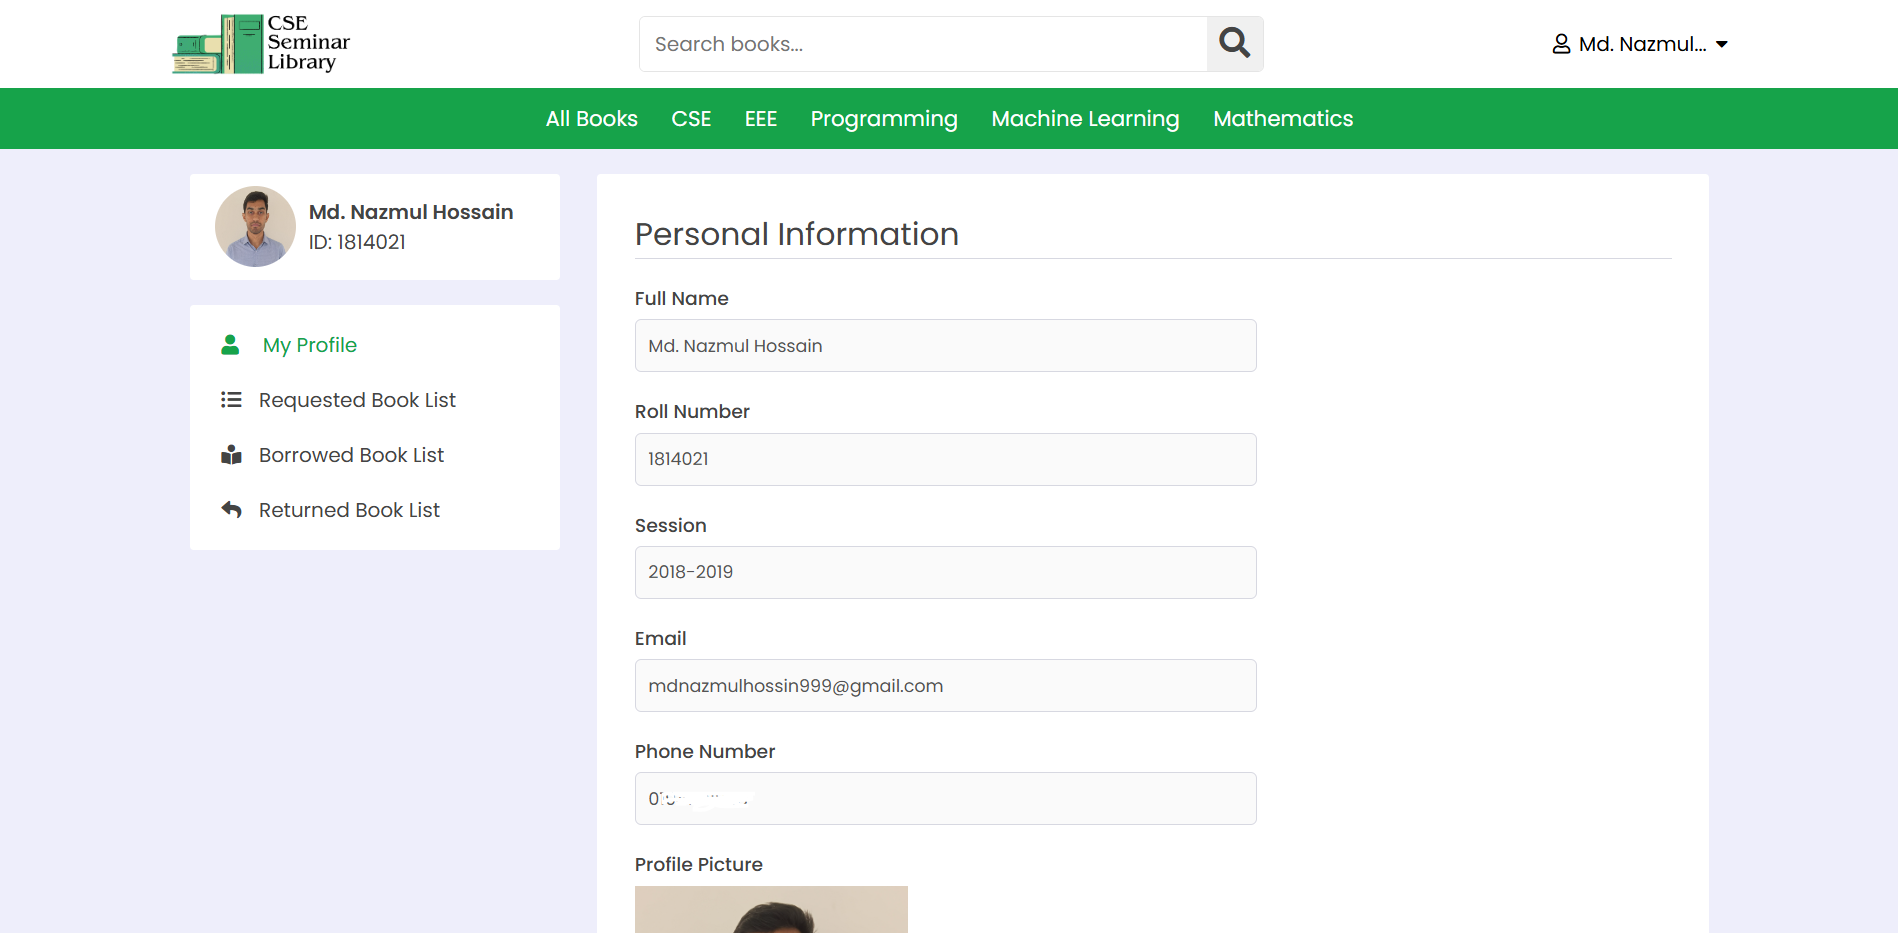 CSE
Seminar
Library
Search books...
Md. Nazmul...
All Books CSE EEE Programming Machine Learning Mathematics
Md. Nazmul Hossain
ID: 1814021
My Profile
Requested Book List
Borrowed Book List
Returned Book List
Personal Information
Full Name
Md. Nazmul Hossain
Roll Number
1814021
Session
2018-2019
Email
mdnazmulhossin999@gmail.com
Phone Number
Profile Picture